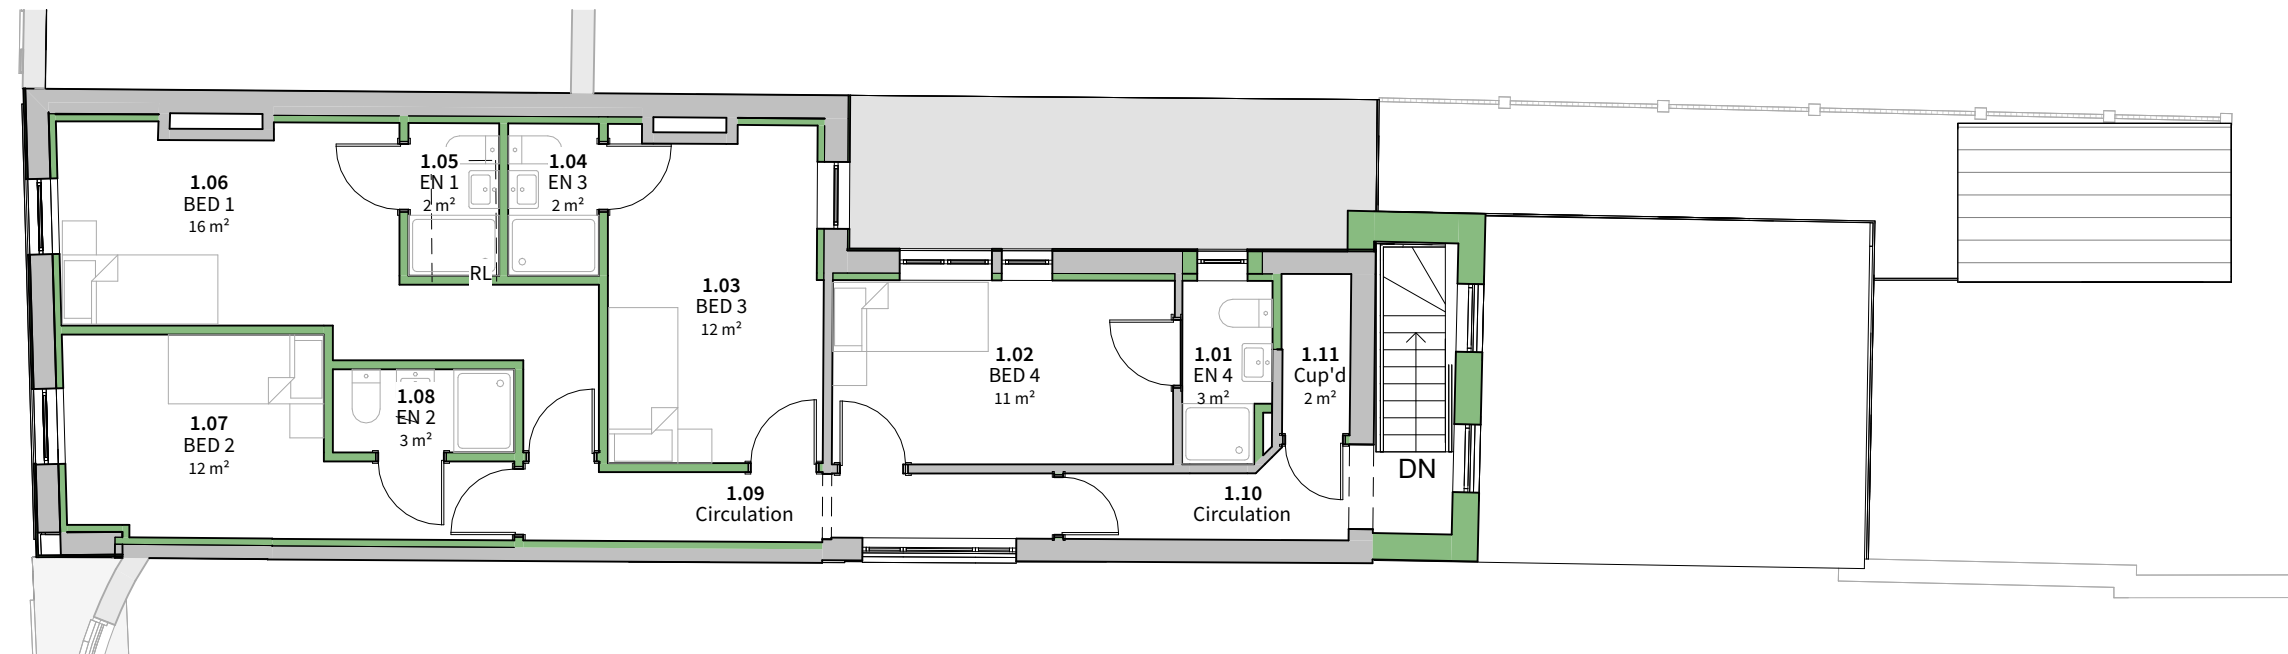 1.06
BED 1
16 m²
1.05
EN 1
2 m²
RL
1.04
EN 3
2 m²
1.03
BED 3
12 m²
1.07
BED 2
12 m²
1.08
EN 2
3 m²
1.09
Circulation
1.02
BED 4
11 m²
1.01
EN 4
3 m²
1.11
Cup'd
2 m²
1.10
Circulation
DN